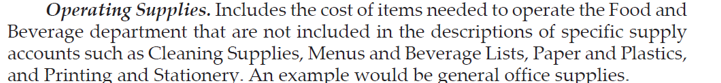 Operating Supplies. Includes the cost of items needed to operate the Food and
Beverage department that are not included in the descriptions of specific supply
accounts such as Cleaning Supplies, Menus and Beverage Lists, Paper and Plastics,
and Printing and Stationery. An example would be general office supplies.